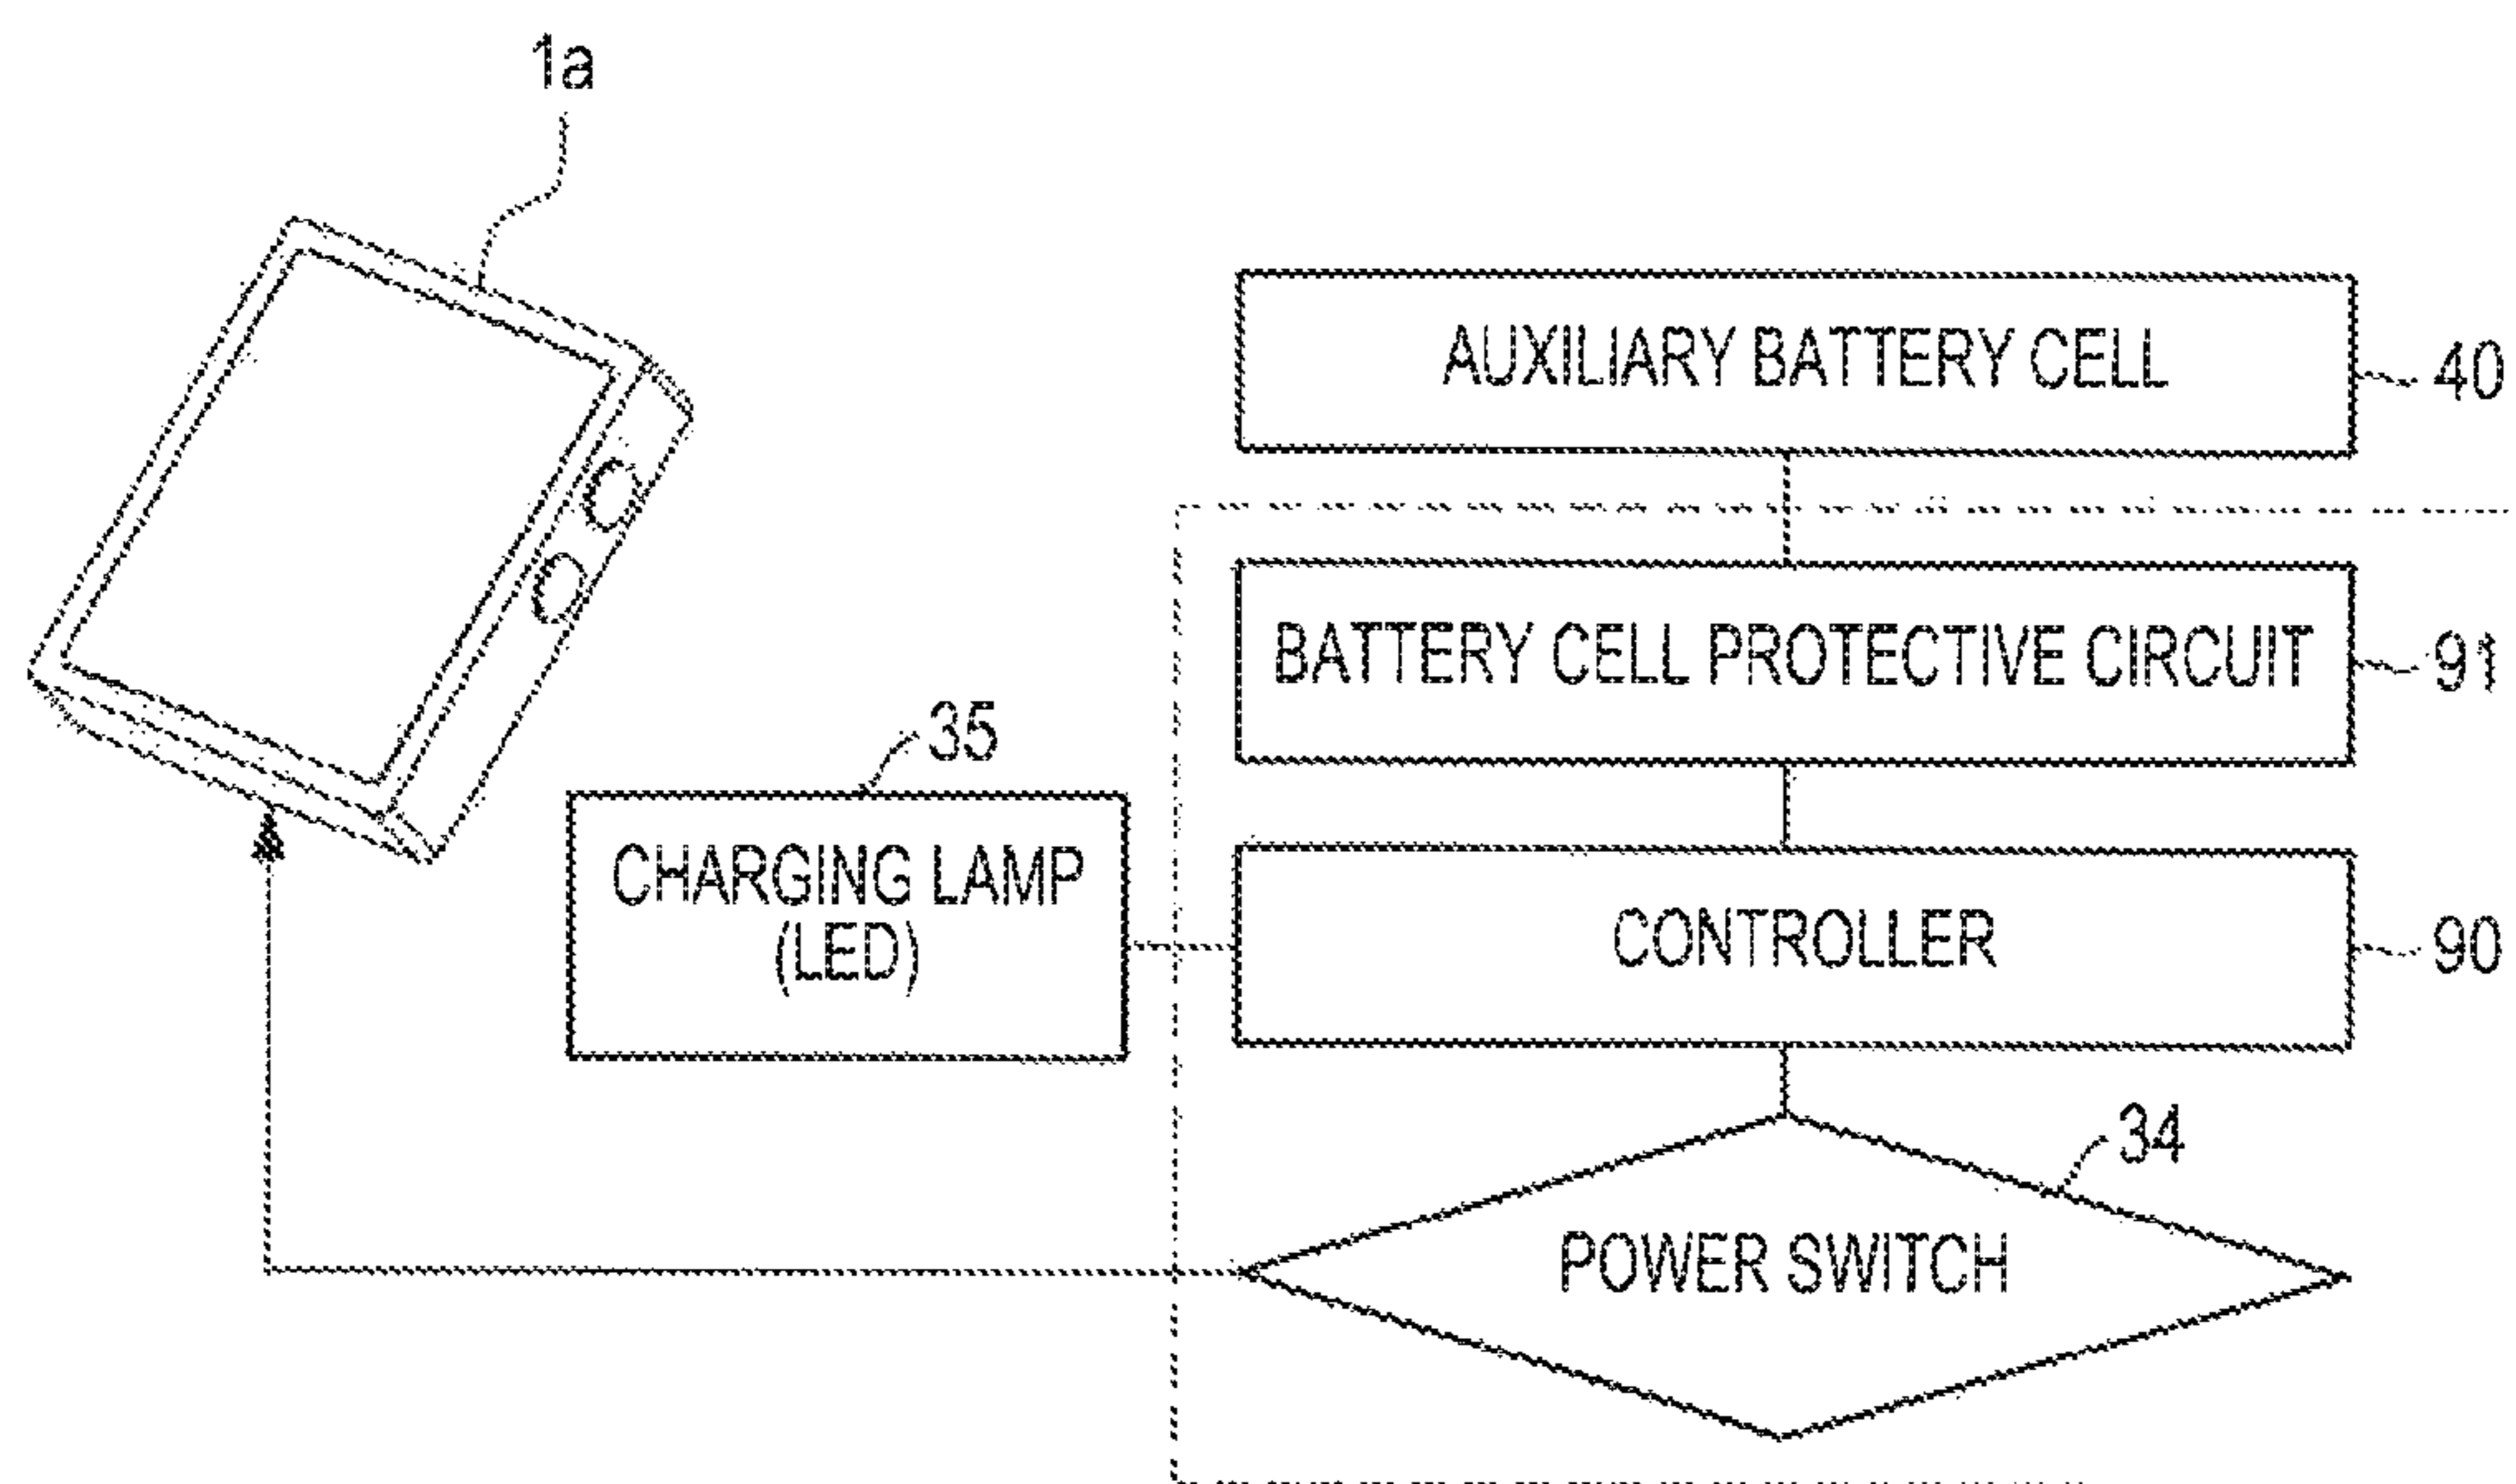 1a
AUXILIARY BATTERY CELL
40
BATTERY CELL PROTECTIVE CIRCUIT
91
35
CHARGING LAMP
(LED)
CONTROLLER
90
34
POWER SWITCH